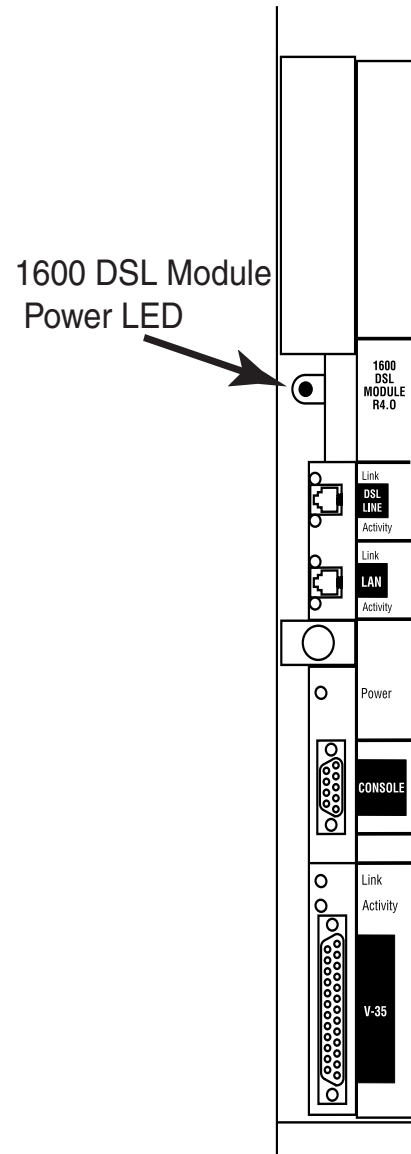 1600 DSL Module
Power LED
1600
DSL
MODULE
R4.0
Link
DSL
LINE
Activity
Link
LAN
Activity
Power
CONSOLE
Link
Activity
V-35